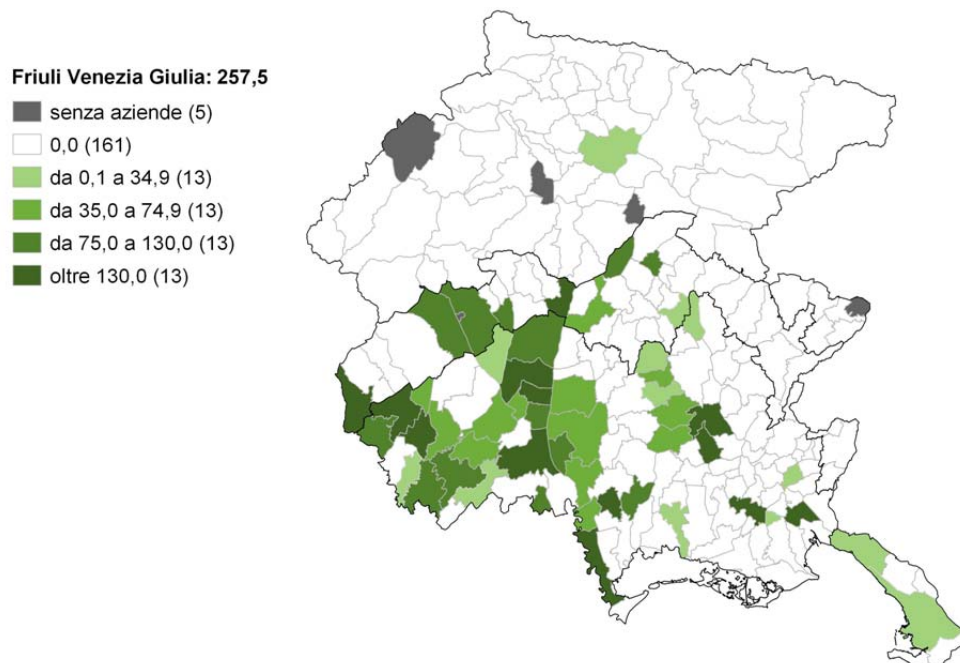 Friuli Venezia Giulia: 257,5
senza aziende (5)
0,0 (161)
da 0,1 a 34,9 (13)
da 35,0 a 74,9 (13)
da 75,0 a 130,0 (13)
oltre 130,0 (13)